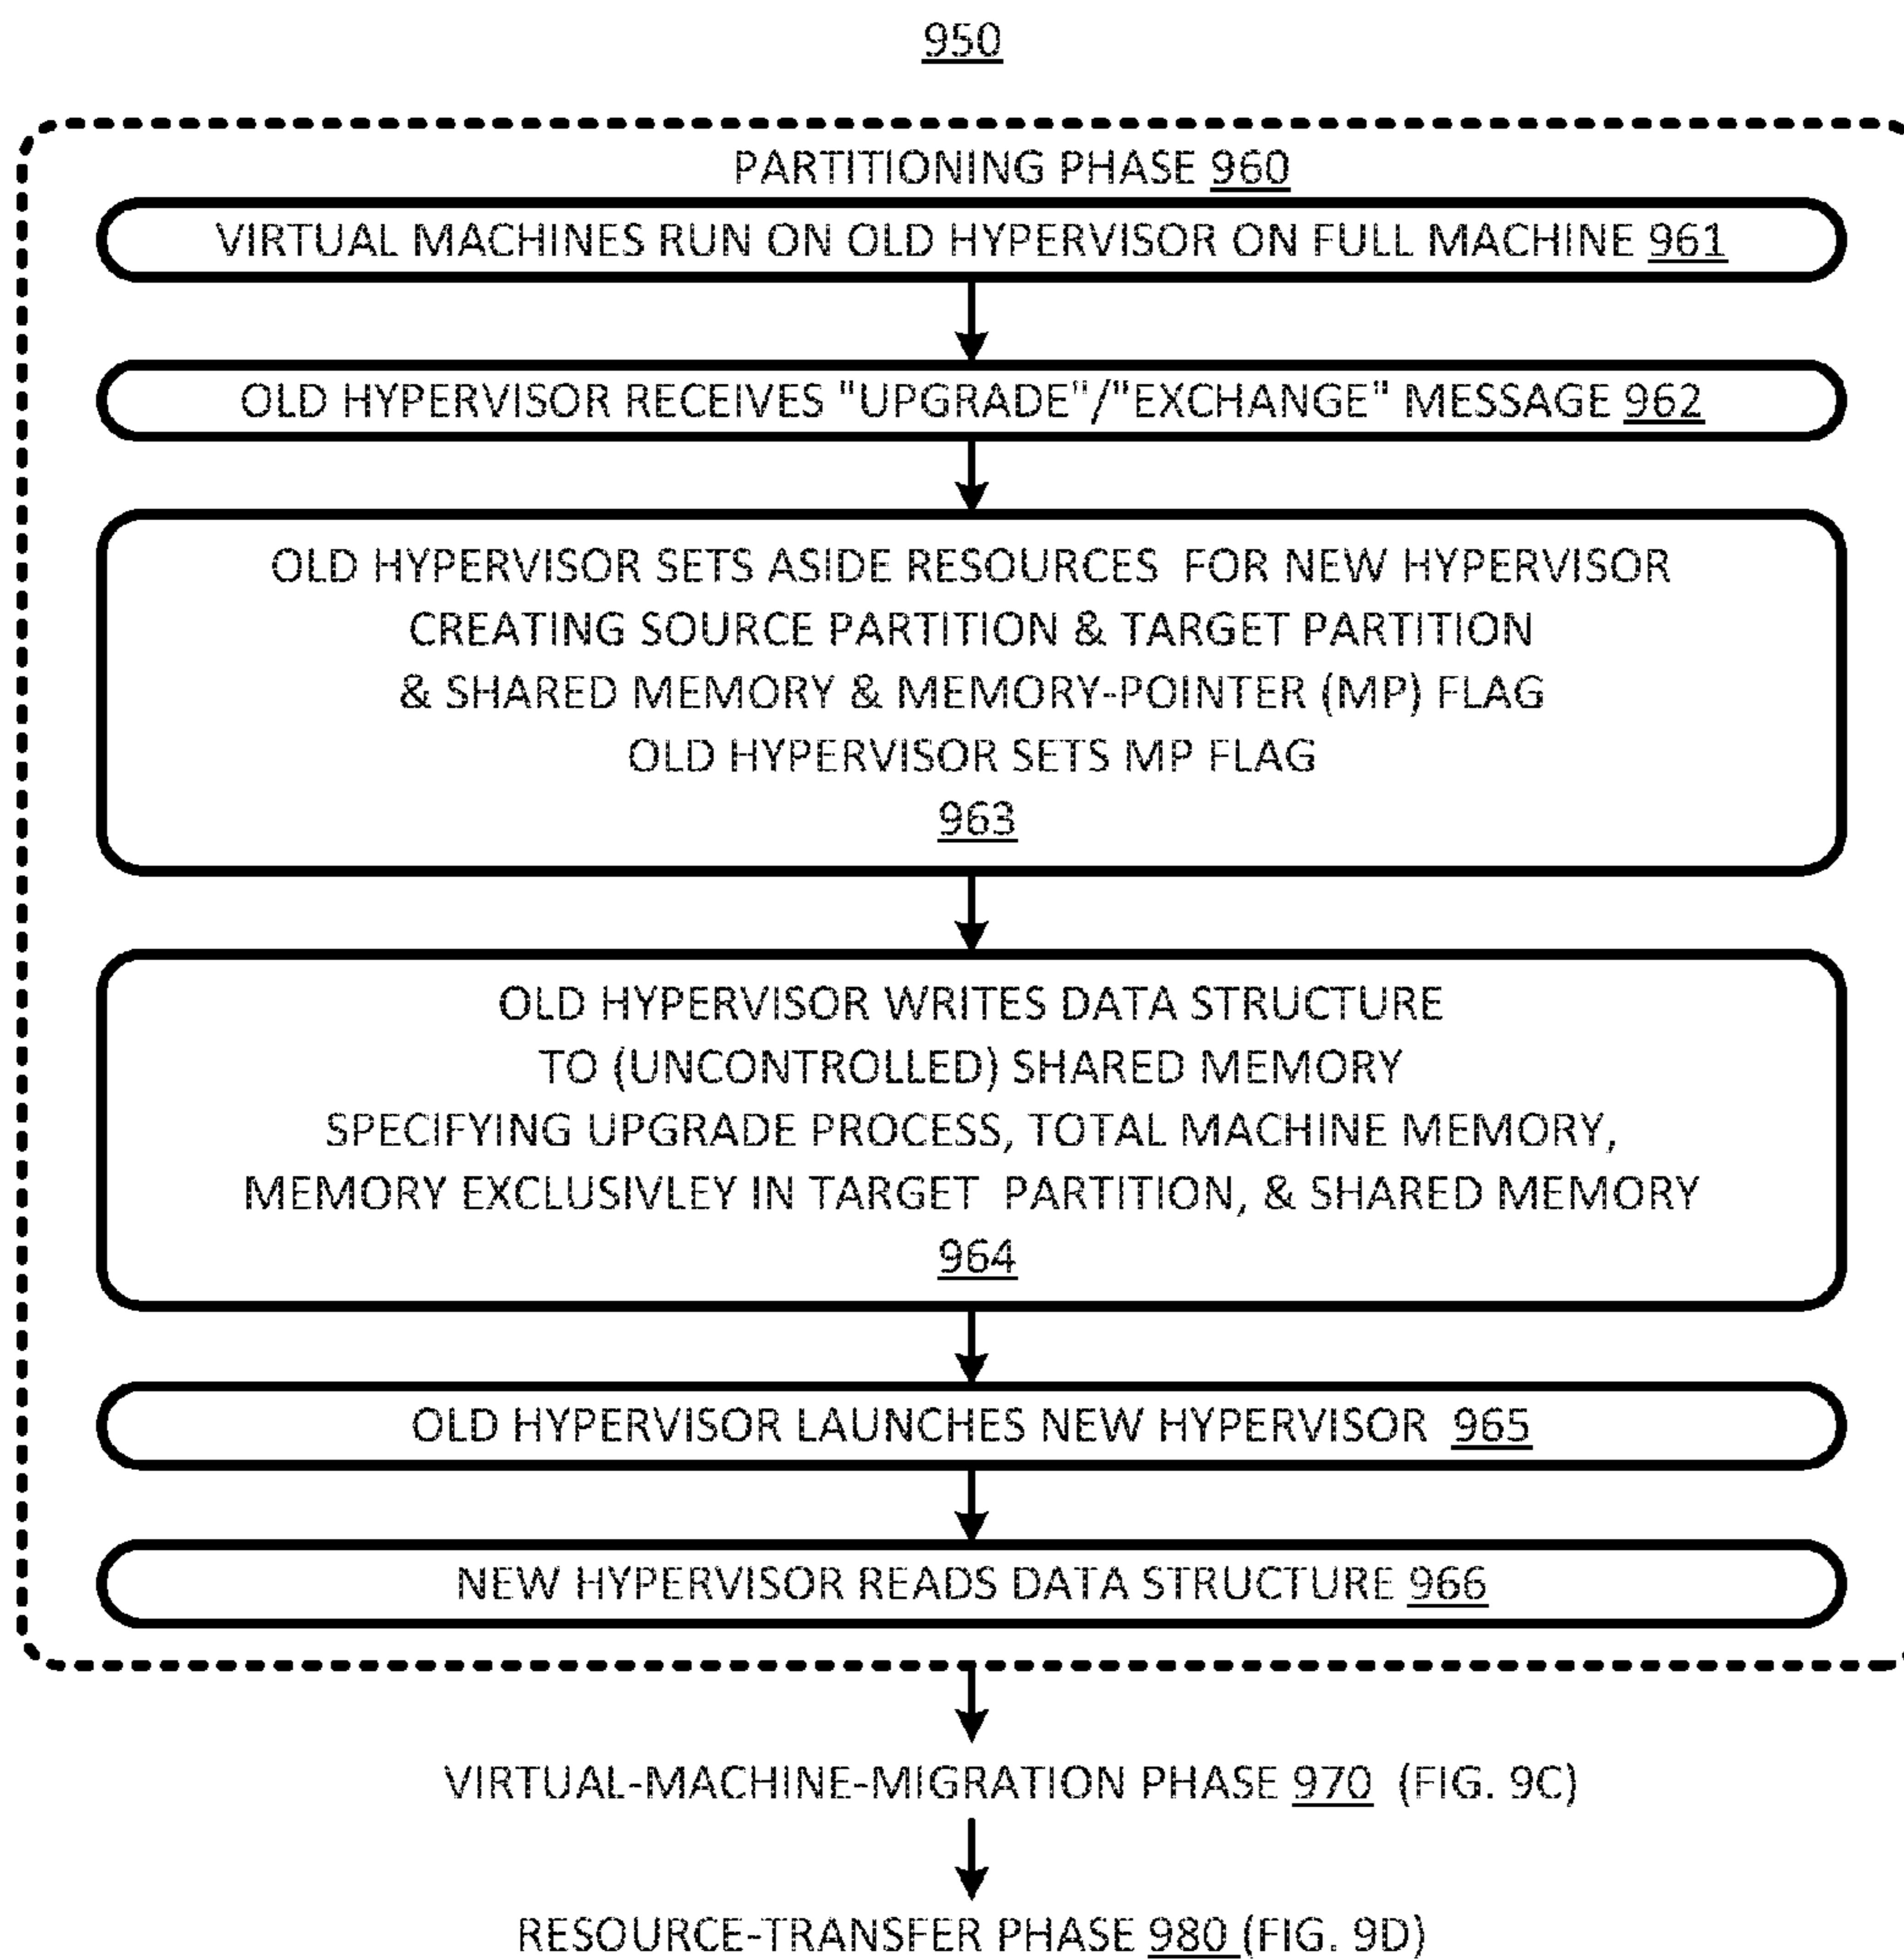 950
PARTITIONING PHASE 960
VIRTUAL MACHINES RUN ON OLD HYPERVISOR ON FULL MACHINE 961
OLD HYPERVISOR RECEIVES "UPGRADE"/"EXCHANGE" MESSAGE 962
OLD HYPERVISOR SETS ASIDE RESOURCES FOR NEW HYPERVISOR
CREATING SOURCE PARTITION & TARGET PARTITION
& SHARED MEMORY & MEMORY-POINTER (MP) FLAG
OLD HYPERVISOR SETS MP FLAG
963
OLD HYPERVISOR WRITES DATA STRUCTURE
TO (UNCONTROLLED) SHARED MEMORY
SPECIFYING UPGRADE PROCESS, TOTAL MACHINE MEMORY,
MEMORY EXCLUSIVLEY IN TARGET PARTITION, & SHARED MEMORY
964
OLD HYPERVISOR LAUNCHES NEW HYPERVISOR 965
NEW HYPERVISOR READS DATA STRUCTURE 966
VIRTUAL-MACHINE-MIGRATION PHASE 970 (FIG. 9C)
RESOURCE-TRANSFER PHASE 980 (FIG. 9D)